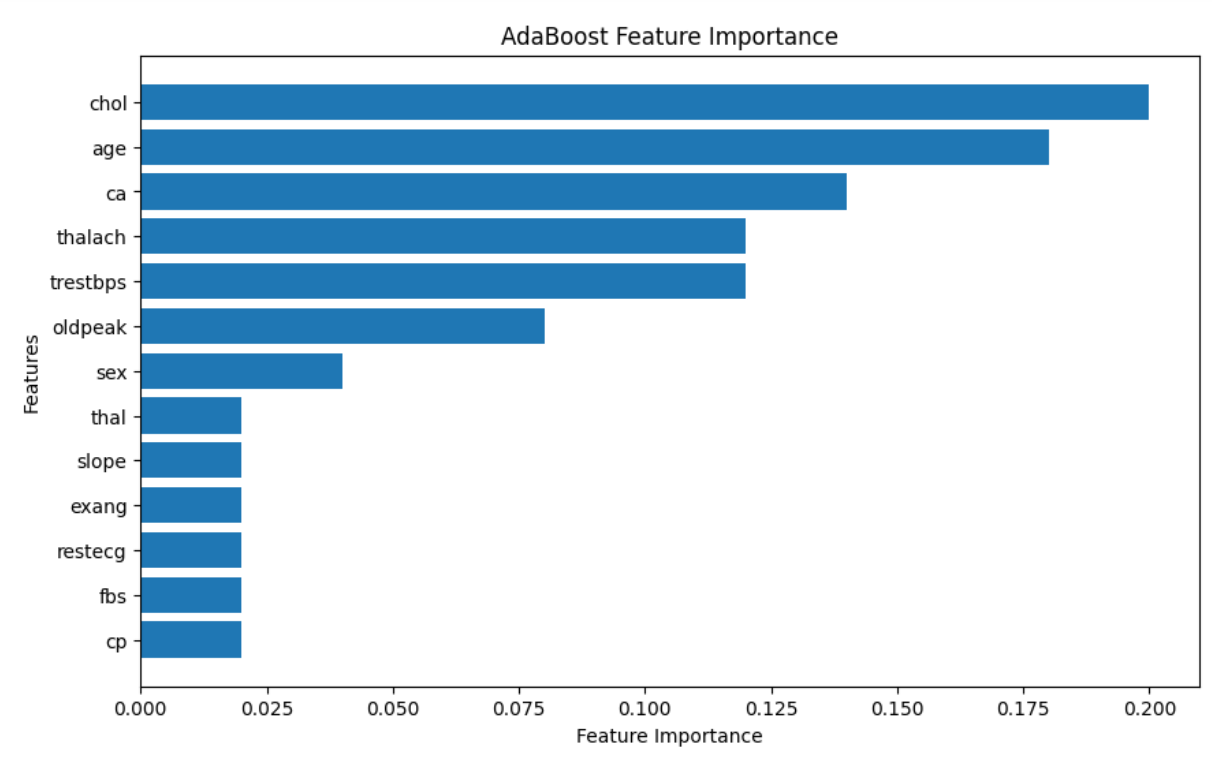 AdaBoost Feature Importance
chol
age
ca
thalach
trestbps
oldpeak
sex
thal
slope
exang
restecg
fbs
cp
Features
0.000 0.025 0.050 0.075 0.100 0.125 0.150 0.175 0.200
Feature Importance